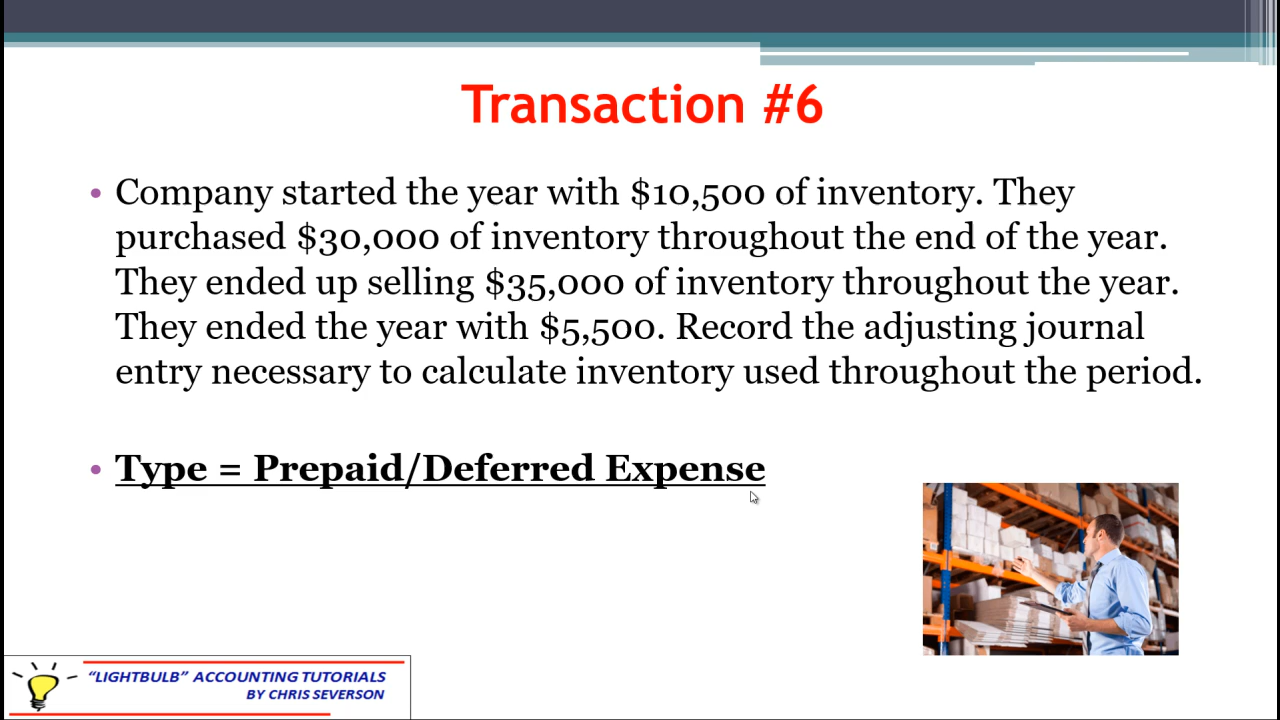 Transaction #6
• Company started the year with $10,500 of inventory. They
purchased $30,000 of inventory throughout the end of the year.
They ended up selling $35,000 of inventory throughout the year.
They ended the year with $5,500. Record the adjusting journal
entry necessary to calculate inventory used throughout the period.
• Type = Prepaid/Deferred Expense
“LIGHTBULB” ACCOUNTING TUTORIALS
BY CHRIS SEVERSON